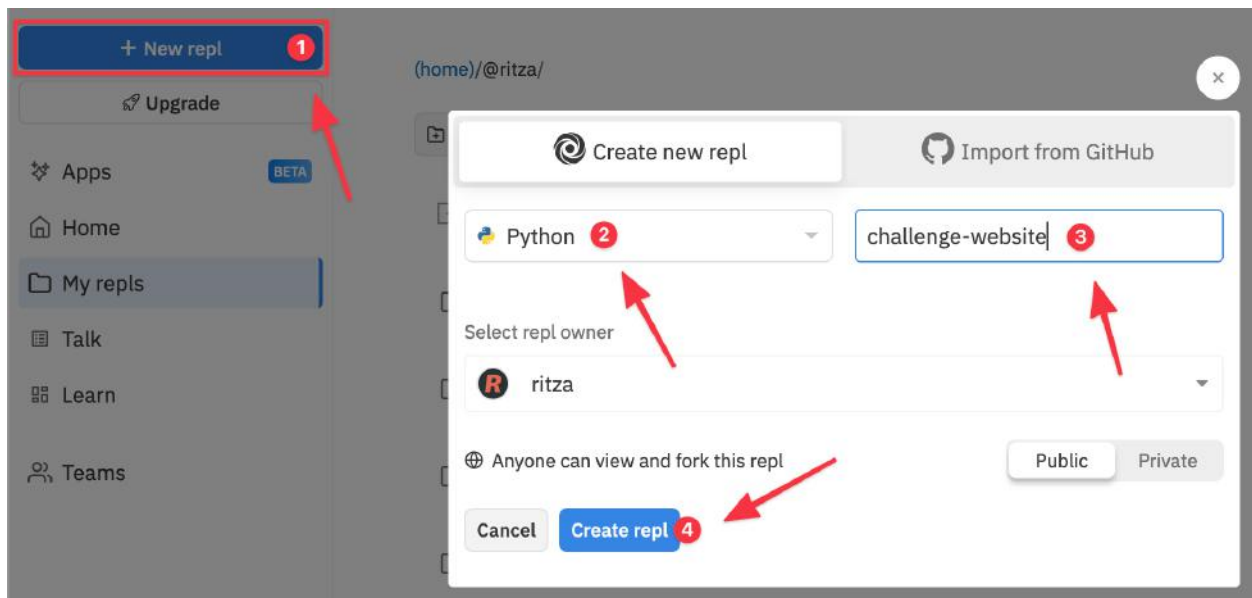 + New repl 1
Upgrade
Apps BETA
Home
My repls
Talk
Learn
Teams
(home)/@ritza/
×
Create new repl
Import from GitHub
Python 2
challenge-website 3
Select repl owner
R ritza
Anyone can view and fork this repl
Public
Private
Cancel
Create repl 4